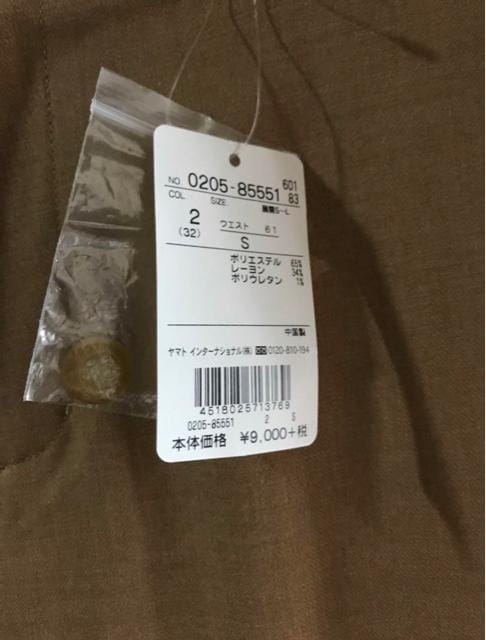 NO. 0205-85551 601
83
COL. SIZE 展開S-L
2 ウエスト 61
(32) S
ポリエステル 65%
レーヨン 34%
ポリウレタン 1%
中国製
ヤマト インターナショナル(株) 0120-810-194
4518025713769
0205-85551 2 S
本体価格 ¥9,000+税